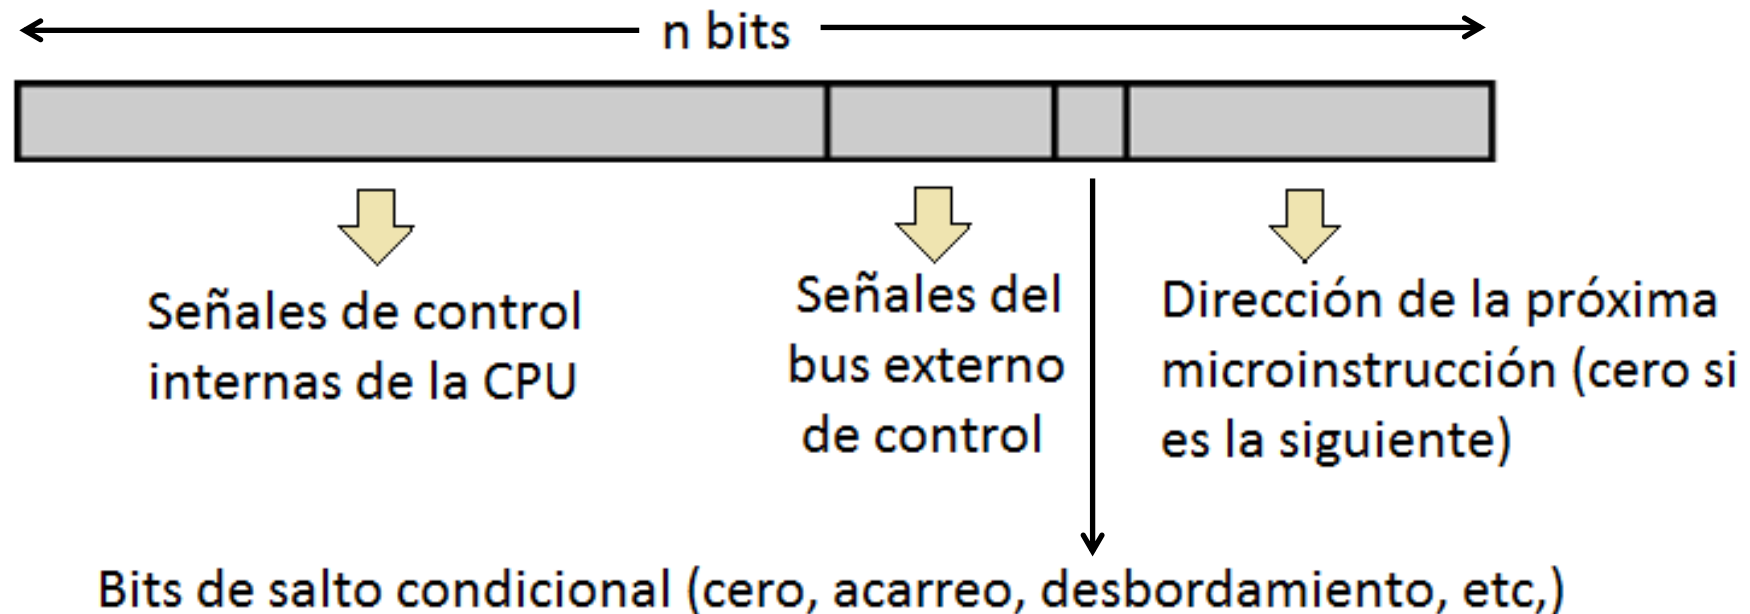 n bits
Señales de control
internas de la CPU
Señales del
bus externo
de control
Dirección de la próxima
microinstrucción (cero si
es la siguiente)
Bits de salto condicional (cero, acarreo, desbordamiento, etc,)